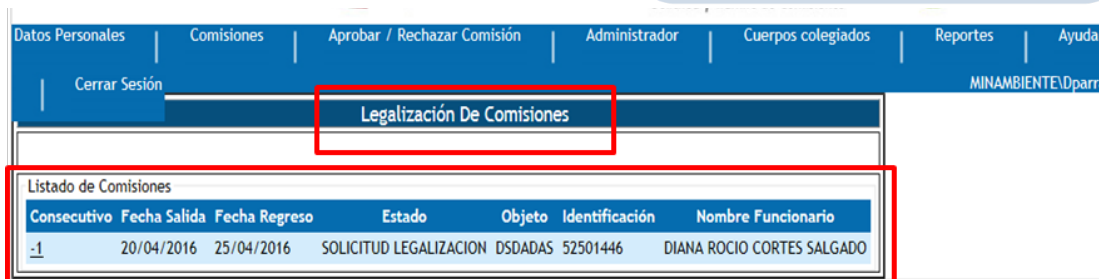 Datos Personales | Comisiones | Aprobar / Rechazar Comisión | Administrador | Cuerpos colegiados | Reportes | Ayuda
| Cerrar Sesión MINAMBIENTE\Dparr
Legalización De Comisiones
Listado de Comisiones
Consecutivo Fecha Salida Fecha Regreso Estado Objeto Identificación Nombre Funcionario
-1 20/04/2016 25/04/2016 SOLICITUD LEGALIZACION DSDADAS 52501446 DIANA ROCIO CORTES SALGADO